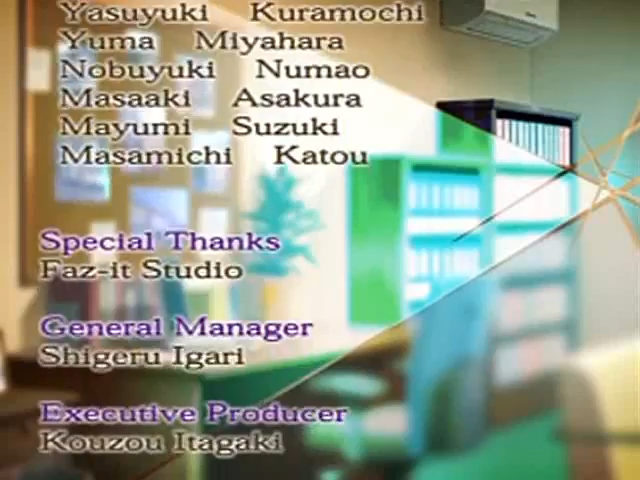 Yasuyuki Kuramochi
Yuma Miyahara
Nobuyuki Numao
Masaaki Asakura
Mayumi Suzuki
Masamichi Katou
Special Thanks
Faz-it Studio
General Manager
Shigeru Igari
Executive Producer
Kouzou Itagaki